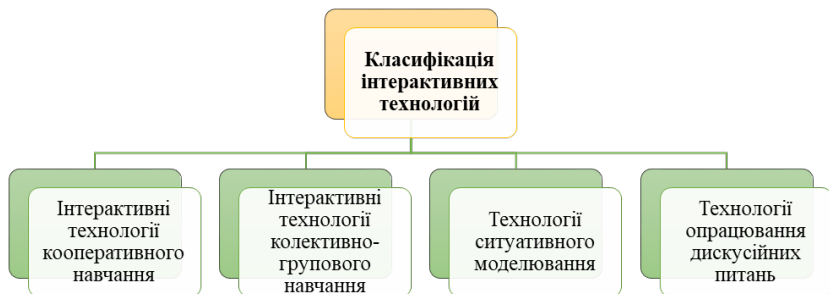 Класифікація
інтерактивних
технологій
Інтерактивні
технології
кооперативного
навчання
Інтерактивні
технології
колективно-
групового
навчання
Технології
ситуативного
моделювання
Технології
опрацювання
дискусійних
питань